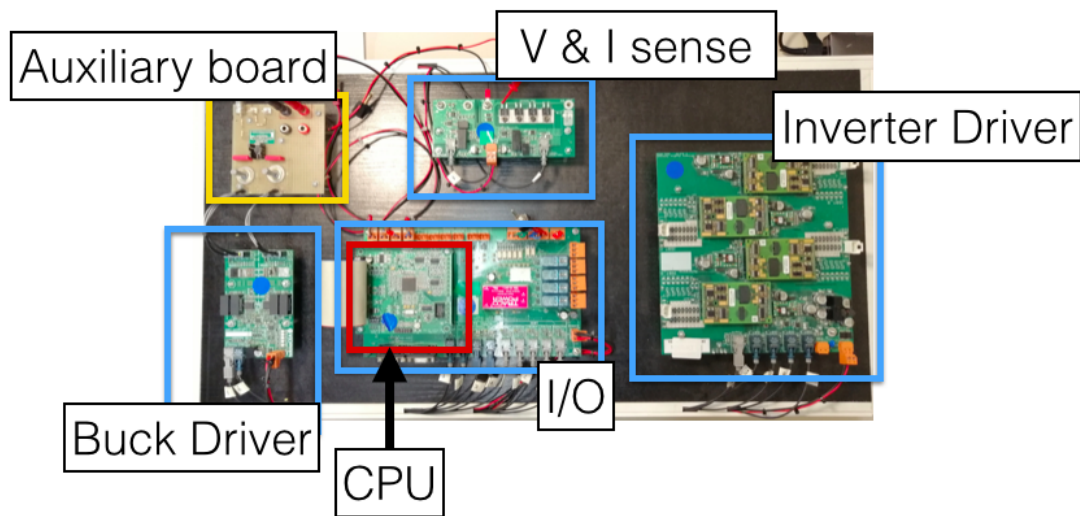 Auxiliary board
V & I sense
Inverter Driver
Buck Driver
I/O
CPU